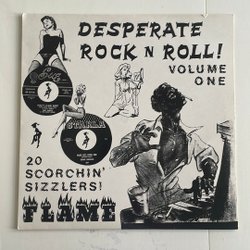 DESPERATE
ROCK N ROLL!
VOLUME
ONE
20
SCORCHIN'
SIZZLERS!
FLAME